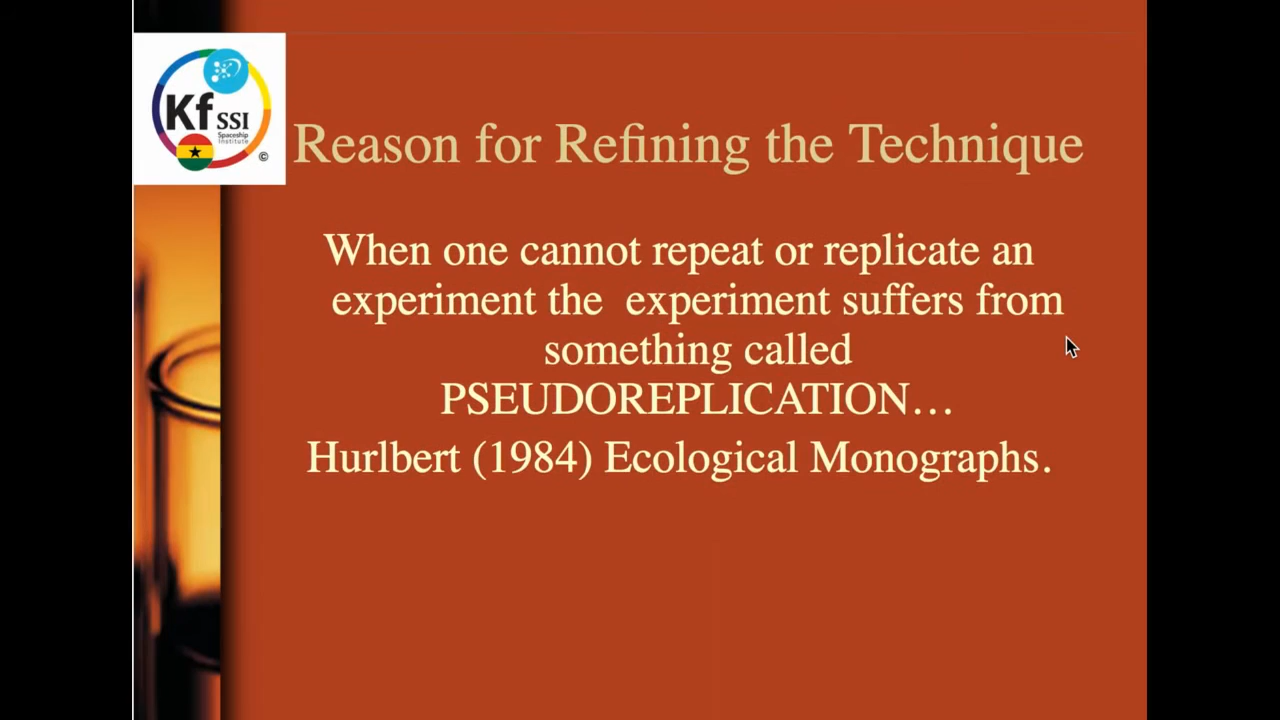 Kf SSI
Spaceship
Institute
©
Reason for Refining the Technique
When one cannot repeat or replicate an
experiment the  experiment suffers from
something called
PSEUDOREPLICATION…
Hurlbert (1984) Ecological Monographs.